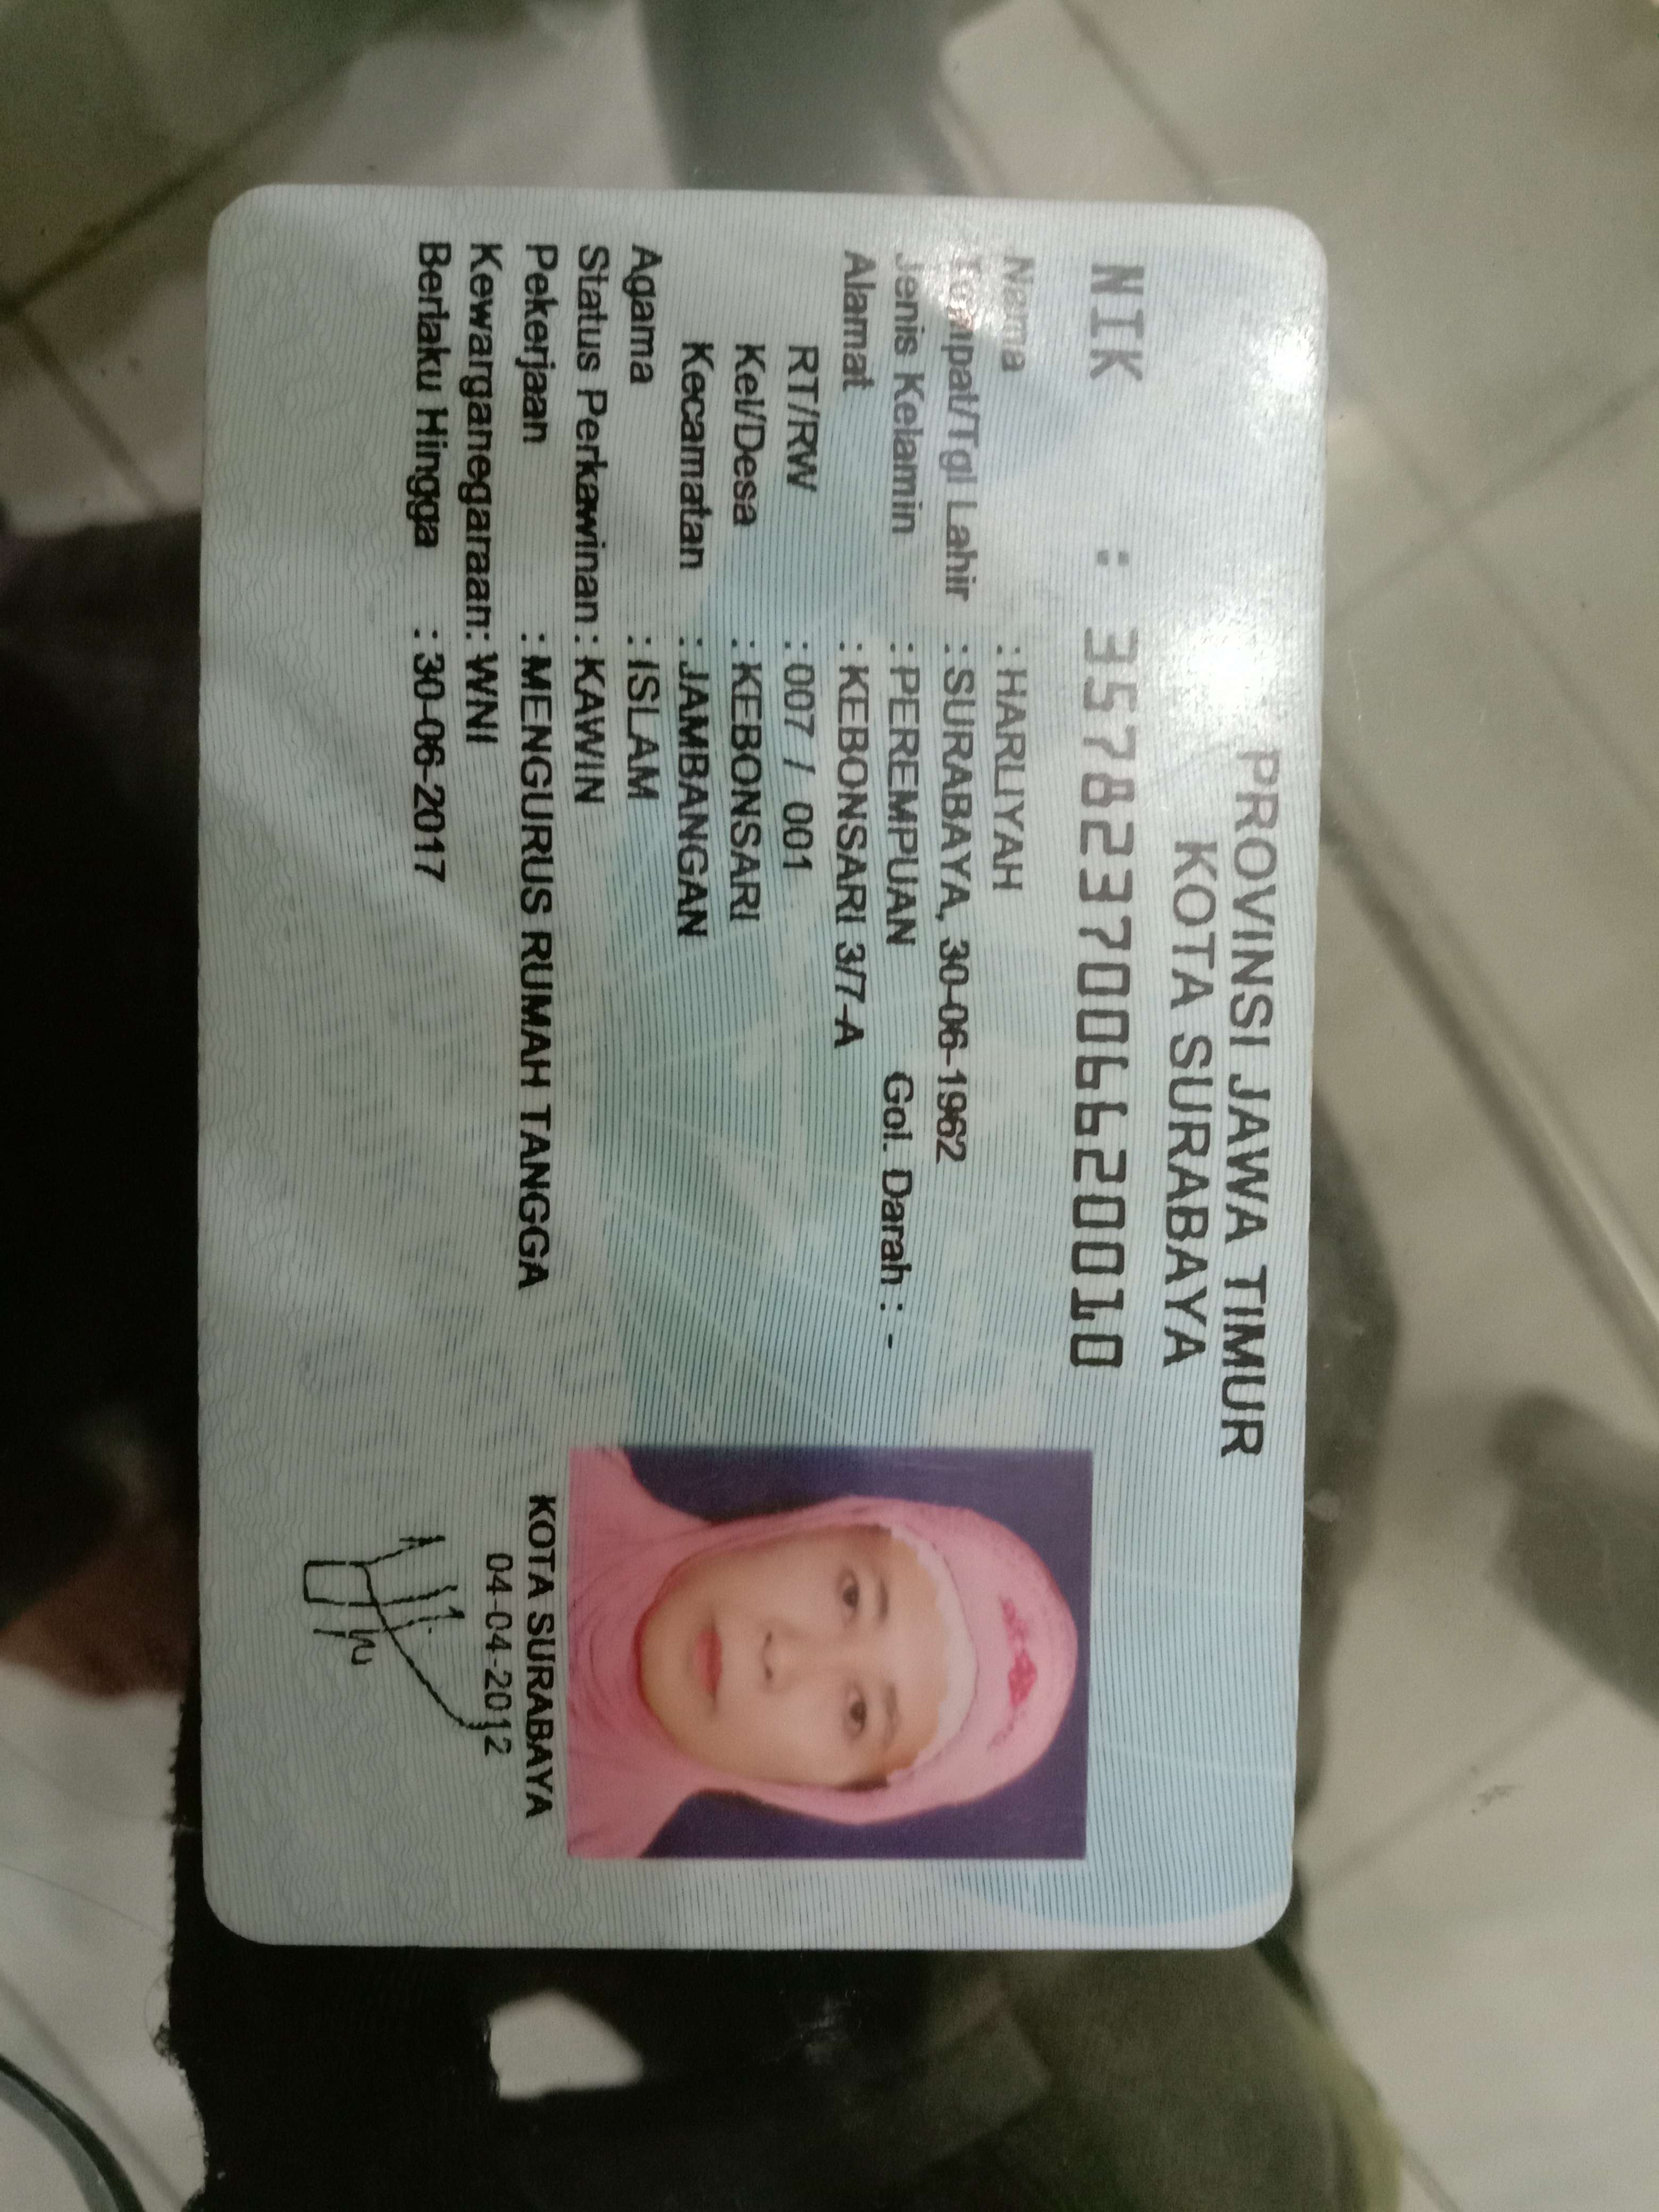 PROVINSI JAWA TIMUR
KOTA SURABAYA
NIK : 3578237006620010
Nama : HARLIYAH
Tempat/Tgl Lahir : SURABAYA, 30-06-1962
Jenis Kelamin : PEREMPUAN Gol. Darah : -
Alamat : KEBONSARI 3/7-A
RT/RW : 007 / 001
Kel/Desa : KEBONSARI
Kecamatan : JAMBANGAN
Agama : ISLAM
Status Perkawinan : KAWIN
Pekerjaan : MENGURUS RUMAH TANGGA
Kewarganegaraan: WNI
Berlaku Hingga : 30-06-2017
KOTA SURABAYA
04-04-2012